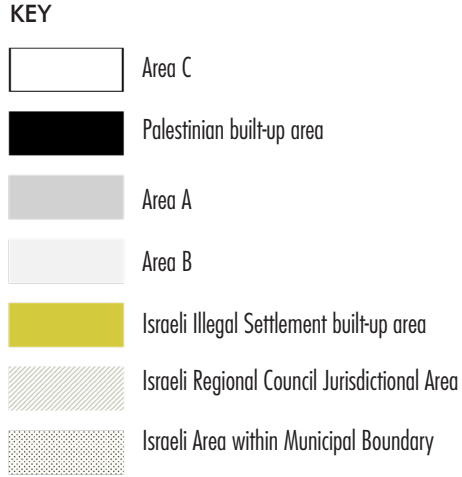 KEY
Area C
Palestinian built-up area
Area A
Area B
Israeli Illegal Settlement built-up area
Israeli Regional Council Jurisdictional Area
Israeli Area within Municipal Boundary